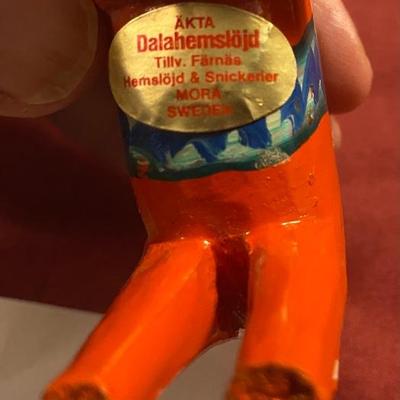 ÄKTA
Dalahemslöjd
Tillv. Färnäs
Hemslöjd & Snickerier
MORA
SWEDEN